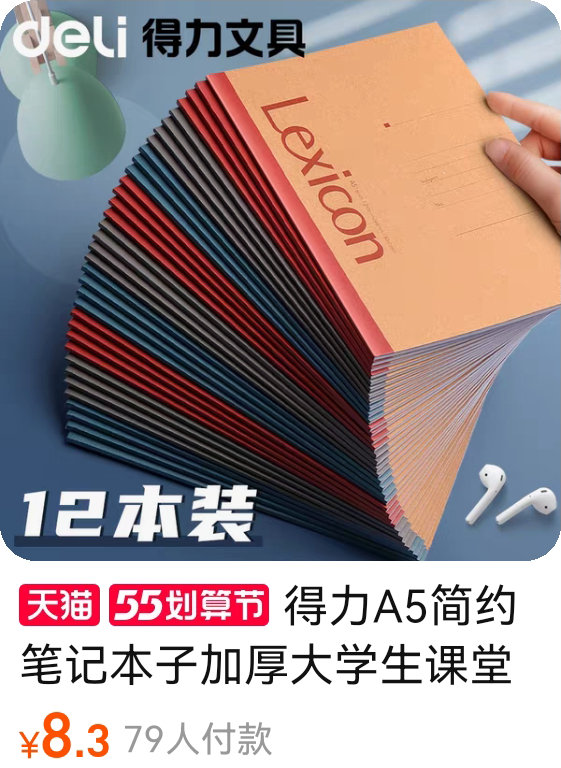 deli 得力文具
Lexicon
12本装
天猫 55划算节 得力A5简约
笔记本子加厚大学生课堂
¥8.3 79人付款